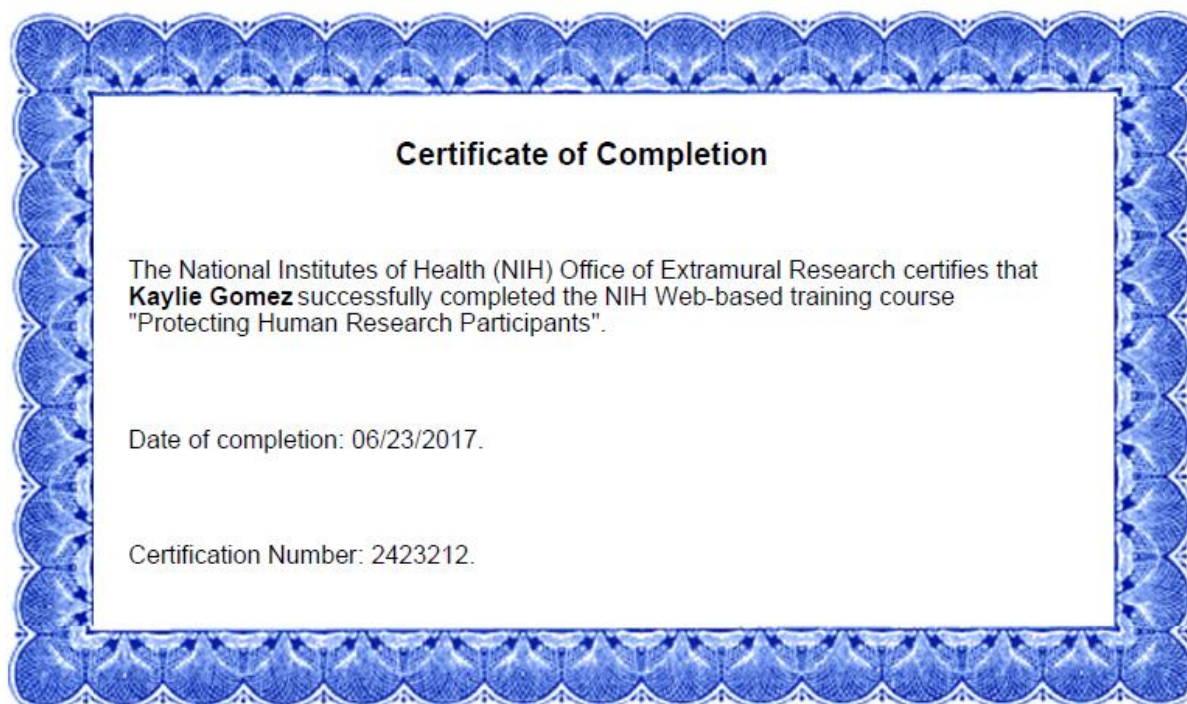 Certificate of Completion
The National Institutes of Health (NIH) Office of Extramural Research certifies that
Kaylie Gomez successfully completed the NIH Web-based training course
"Protecting Human Research Participants".
Date of completion: 06/23/2017.
Certification Number: 2423212.